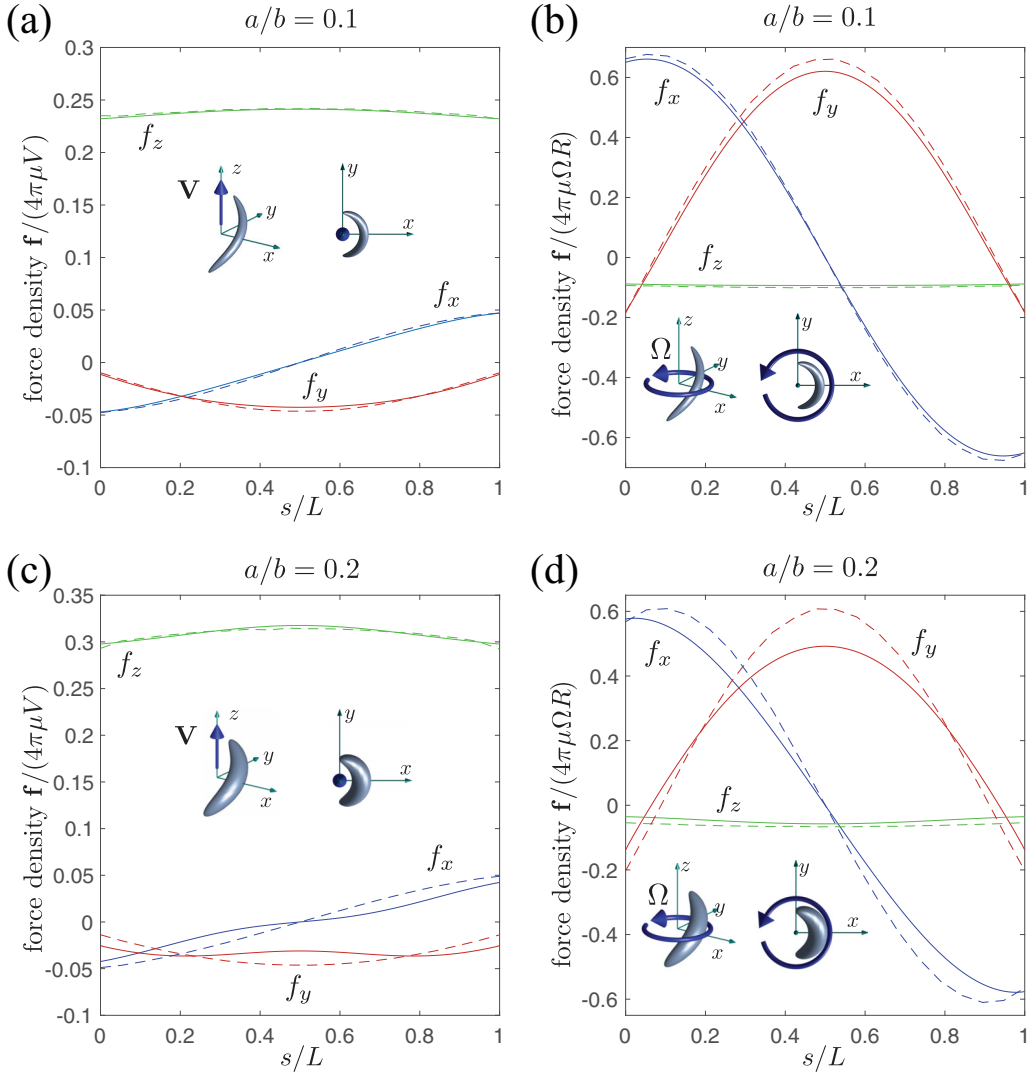 (a)
a/b = 0.1
force density f/(4πμV)
0.3
0.25
0.2
0.15
0.1
0.05
0
-0.05
-0.1
f_z
V
z
y
x
y
x
f_x
f_y
0 0.2 0.4 0.6 0.8 1
s/L
(b)
a/b = 0.1
force density f/(4πμΩR)
0.6
0.4
0.2
0
-0.2
-0.4
-0.6
f_x
f_y
f_z
Ω
z
y
x
y
x
0 0.2 0.4 0.6 0.8 1
s/L
(c)
a/b = 0.2
force density f/(4πμV)
0.35
0.3
0.25
0.2
0.15
0.1
0.05
0
-0.05
-0.1
f_z
V
z
y
x
y
x
f_x
f_y
0 0.2 0.4 0.6 0.8 1
s/L
(d)
a/b = 0.2
force density f/(4πμΩR)
0.6
0.4
0.2
0
-0.2
-0.4
-0.6
f_x
f_y
f_z
Ω
z
y
x
y
x
0 0.2 0.4 0.6 0.8 1
s/L